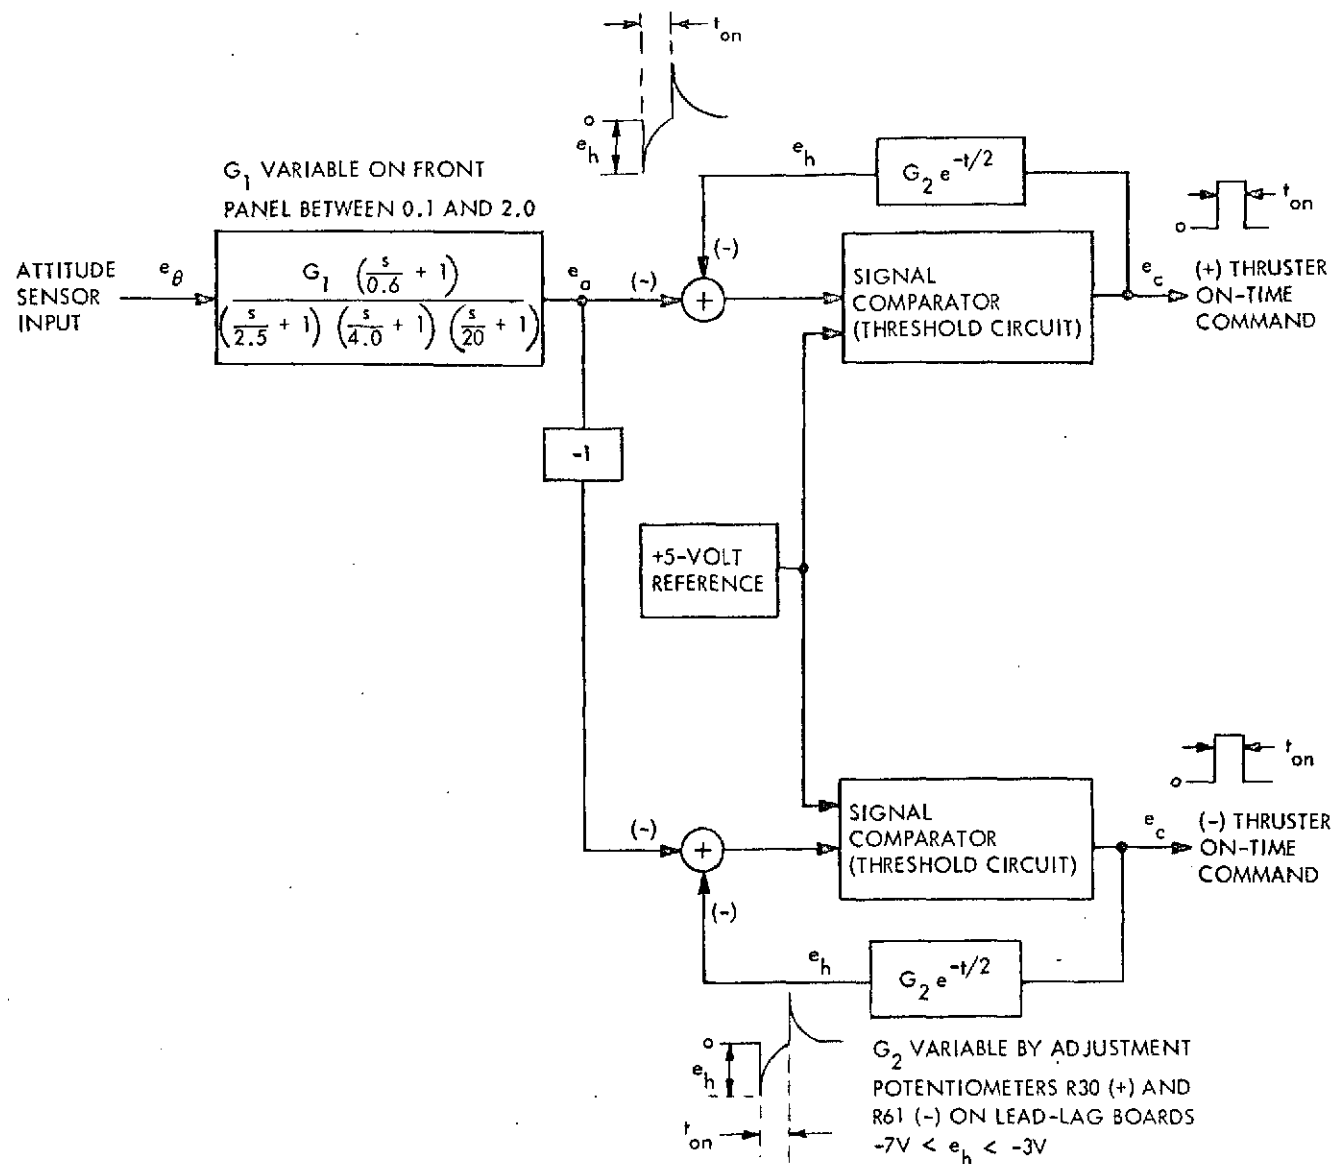 t_on
o
e_h
G_1 VARIABLE ON FRONT
PANEL BETWEEN 0.1 AND 2.0
e_h
G_2 e^{-t/2}
t_on
o
ATTITUDE
SENSOR
INPUT
e_θ
G_1 (s/0.6 + 1)
(s/2.5 + 1) (s/4.0 + 1) (s/20 + 1)
e_a
(-)
(-)
+
SIGNAL
COMPARATOR
(THRESHOLD CIRCUIT)
e_c
(+) THRUSTER
ON-TIME
COMMAND
-1
+5-VOLT
REFERENCE
t_on
o
(-)
+
(-)
SIGNAL
COMPARATOR
(THRESHOLD CIRCUIT)
e_c
(-) THRUSTER
ON-TIME
COMMAND
e_h
G_2 e^{-t/2}
o
e_h
t_on
G_2 VARIABLE BY ADJUSTMENT
POTENTIOMETERS R30 (+) AND
R61 (-) ON LEAD-LAG BOARDS
-7V < e_h < -3V